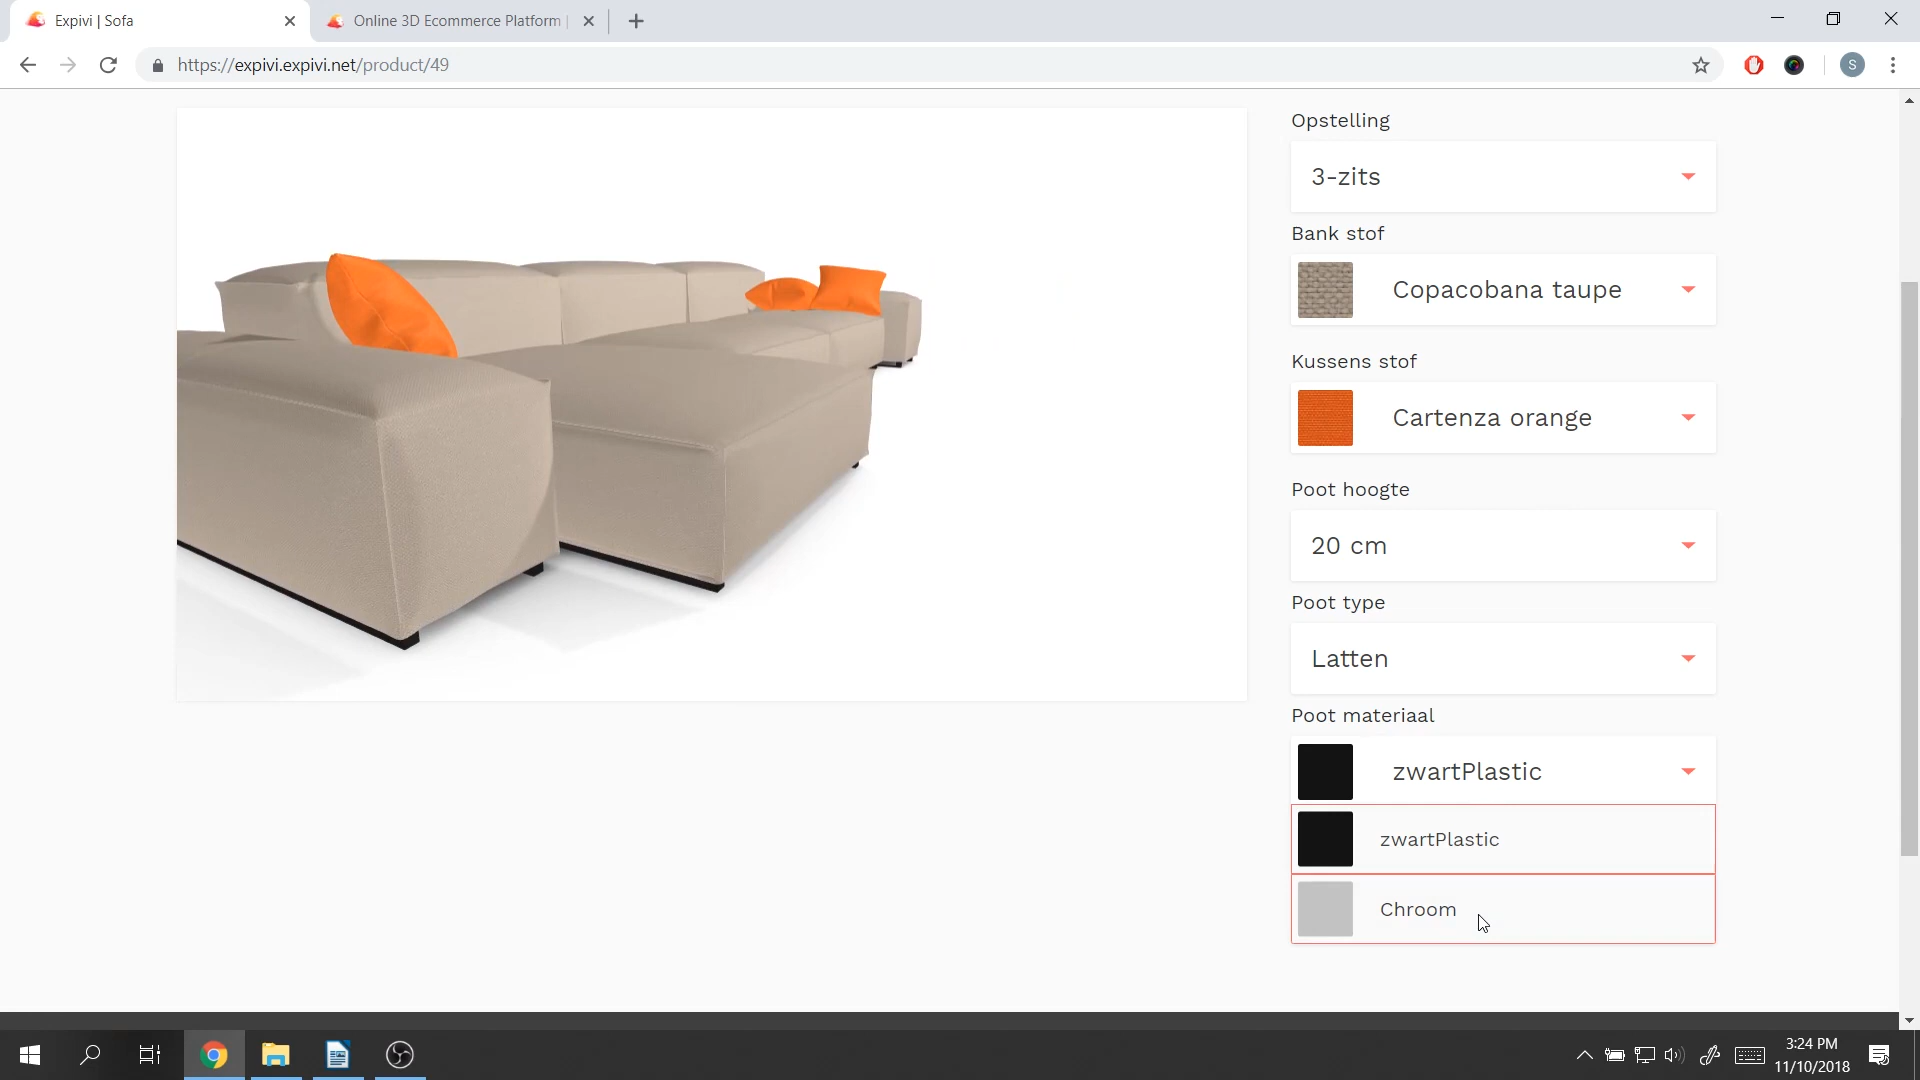 Expivi | Sofa
Online 3D Ecommerce Platform |
https://expivi.expivi.net/product/49
S
Opstelling
3-zits
Bank stof
Copacobana taupe
Kussens stof
Cartenza orange
Poot hoogte
20 cm
Poot type
Latten
Poot materiaal
zwartPlastic
zwartPlastic
Chroom
3:24 PM
11/10/2018